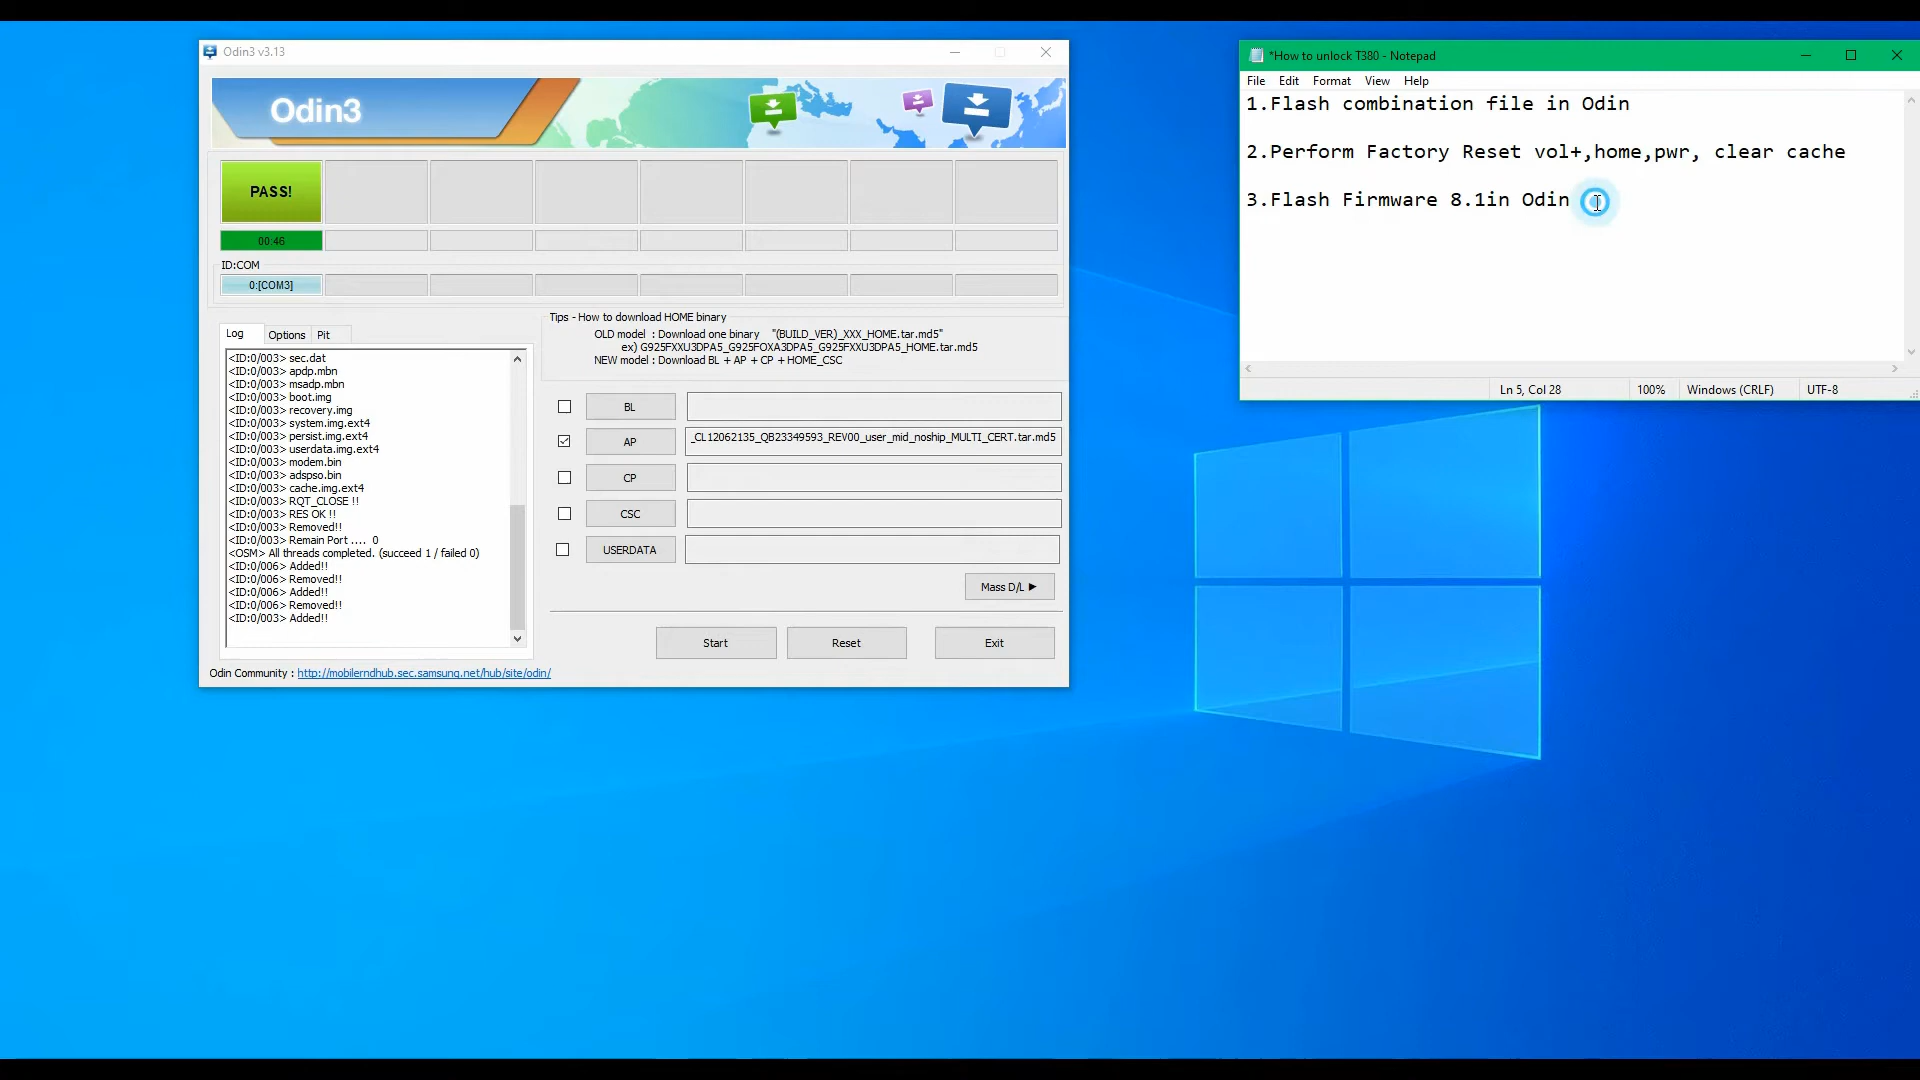 Odin3 v3.13
Odin3
PASS!
00:46
ID:COM
0:[COM3]
Log
Options
Pit
<ID:0/003> sec.dat
<ID:0/003> apdp.mbn
<ID:0/003> msadp.mbn
<ID:0/003> boot.img
<ID:0/003> recovery.img
<ID:0/003> system.img.ext4
<ID:0/003> persist.img.ext4
<ID:0/003> userdata.img.ext4
<ID:0/003> modem.bin
<ID:0/003> adspso.bin
<ID:0/003> cache.img.ext4
<ID:0/003> RQT_CLOSE !!
<ID:0/003> RES OK !!
<ID:0/003> Removed!!
<ID:0/003> Remain Port .... 0
<OSM> All threads completed. (succeed 1 / failed 0)
<ID:0/006> Added!!
<ID:0/006> Removed!!
<ID:0/006> Added!!
<ID:0/006> Removed!!
<ID:0/003> Added!!
Tips - How to download HOME binary
OLD model : Download one binary "(BUILD_VER)_XXX_HOME.tar.md5"
ex) G925FXXU3DPA5_G925FOXA3DPA5_G925FXXU3DPA5_HOME.tar.md5
NEW model : Download BL + AP + CP + HOME_CSC
BL
AP
_CL12062135_QB23349593_REV00_user_mid_noship_MULTI_CERT.tar.md5
CP
CSC
USERDATA
Mass D/L ►
Start
Reset
Exit
Odin Community : http://mobilerndhub.sec.samsung.net/hub/site/odin/
*How to unlock T380 - Notepad
File Edit Format View Help
1.Flash combination file in Odin
2.Perform Factory Reset vol+,home,pwr, clear cache
3.Flash Firmware 8.1in Odin
Ln 5, Col 28
100%
Windows (CRLF)
UTF-8